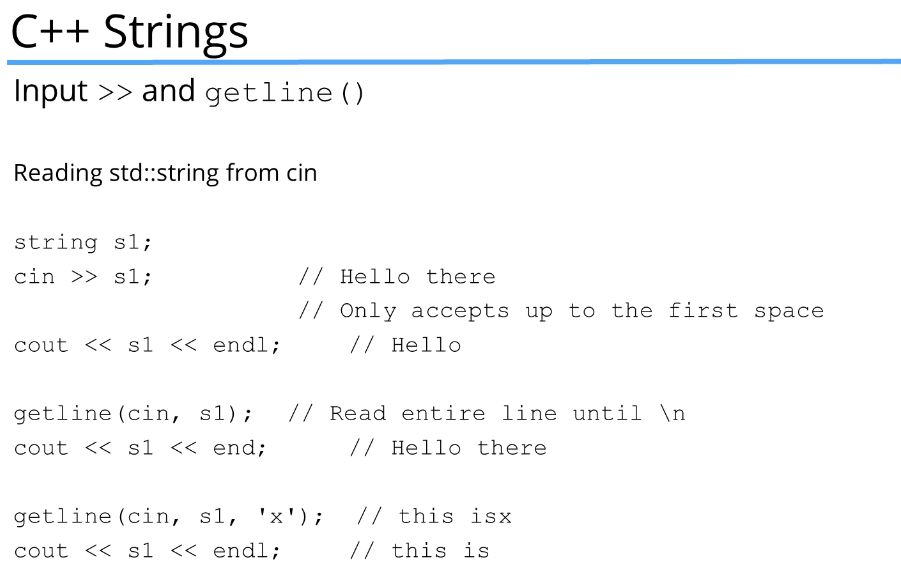 C++ Strings
Input >> and getline()
Reading std::string from cin
string s1;
cin >> s1; // Hello there
// Only accepts up to the first space
cout << s1 << endl; // Hello
getline(cin, s1); // Read entire line until \n
cout << s1 << end; // Hello there
getline(cin, s1, 'x'); // this isx
cout << s1 << endl; // this is